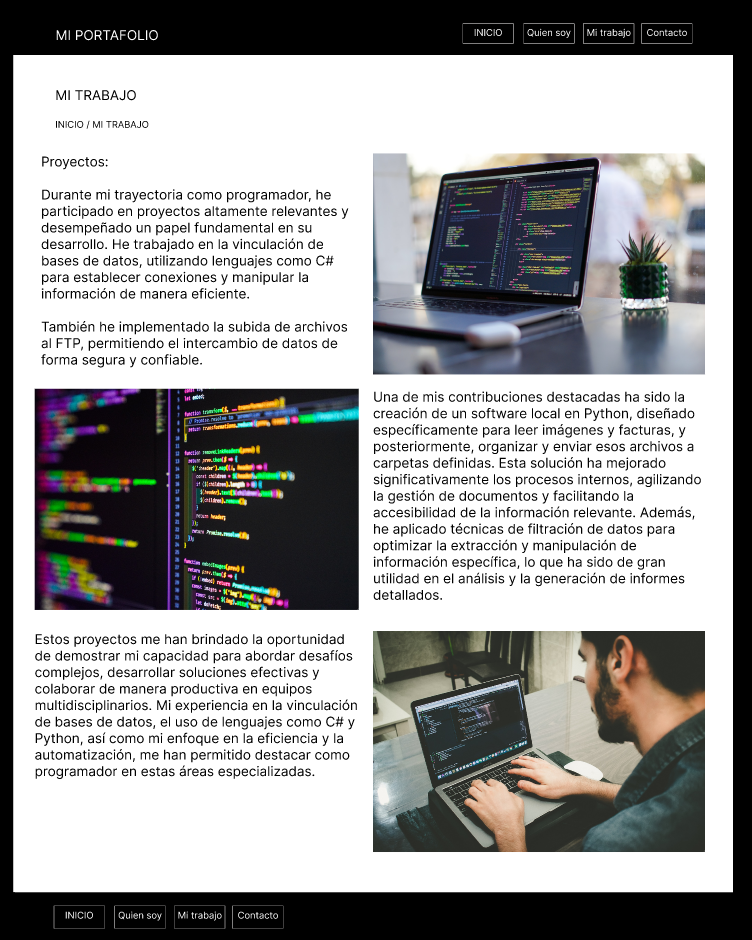 MI PORTAFOLIO
INICIO
Quien soy
Mi trabajo
Contacto
MI TRABAJO
INICIO / MI TRABAJO
Proyectos:
Durante mi trayectoria como programador, he
participado en proyectos altamente relevantes y
desempeñado un papel fundamental en su
desarrollo. He trabajado en la vinculación de
bases de datos, utilizando lenguajes como C#
para establecer conexiones y manipular la
información de manera eficiente.
También he implementado la subida de archivos
al FTP, permitiendo el intercambio de datos de
forma segura y confiable.
Una de mis contribuciones destacadas ha sido la
creación de un software local en Python, diseñado
específicamente para leer imágenes y facturas, y
posteriormente, organizar y enviar esos archivos a
carpetas definidas. Esta solución ha mejorado
significativamente los procesos internos, agilizando
la gestión de documentos y facilitando la
accesibilidad de la información relevante. Además,
he aplicado técnicas de filtración de datos para
optimizar la extracción y manipulación de
información específica, lo que ha sido de gran
utilidad en el análisis y la generación de informes
detallados.
Estos proyectos me han brindado la oportunidad
de demostrar mi capacidad para abordar desafíos
complejos, desarrollar soluciones efectivas y
colaborar de manera productiva en equipos
multidisciplinarios. Mi experiencia en la vinculación
de bases de datos, el uso de lenguajes como C# y
Python, así como mi enfoque en la eficiencia y la
automatización, me han permitido destacar como
programador en estas áreas especializadas.
INICIO
Quien soy
Mi trabajo
Contacto